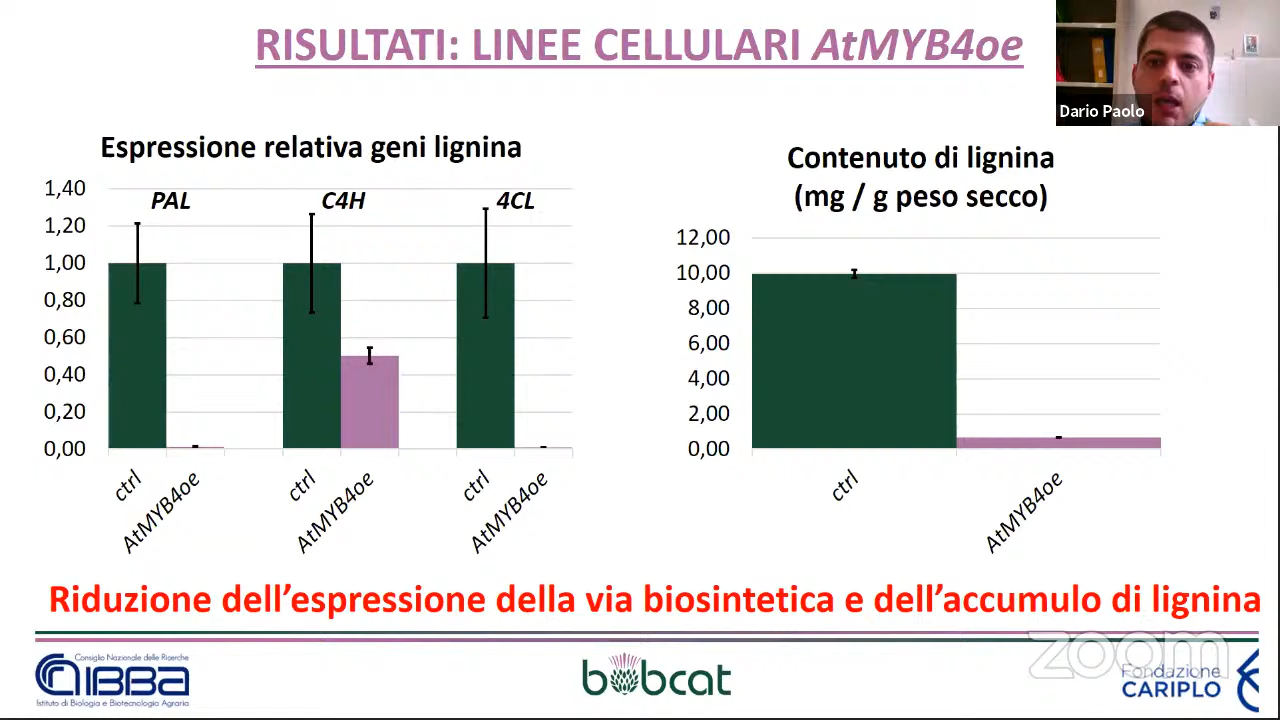 RISULTATI: LINEE CELLULARI AtMYB4oe
Dario Paolo
Espressione relativa geni lignina
1,40
1,20
1,00
0,80
0,60
0,40
0,20
0,00
PAL
C4H
4CL
ctrl
AtMYB4oe
ctrl
AtMYB4oe
ctrl
AtMYB4oe
Contenuto di lignina
(mg / g peso secco)
12,00
10,00
8,00
6,00
4,00
2,00
0,00
ctrl
AtMYB4oe
Riduzione dell’espressione della via biosintetica e dell’accumulo di lignina
Consiglio Nazionale delle Ricerche
IBBA
Istituto di Biologia e Biotecnologia Agraria
bobcat
zoom
Fondazione
CARIPLO